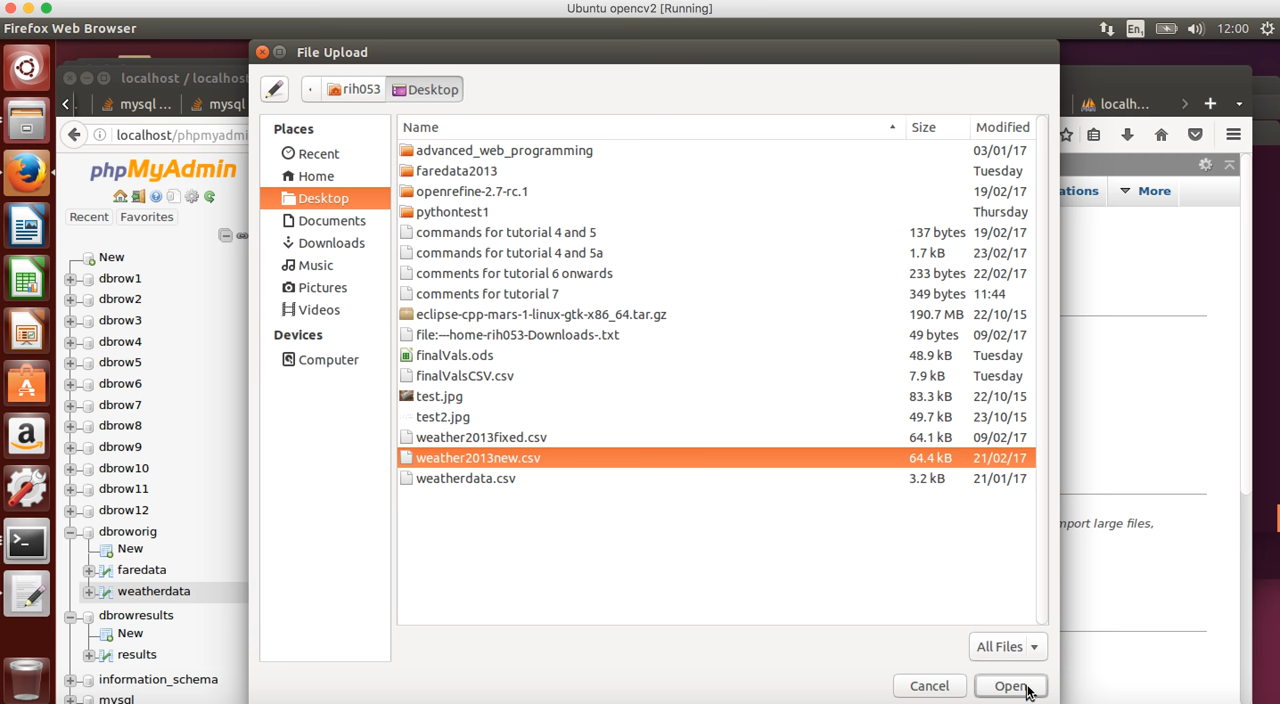 Ubuntu opencv2 [Running]
Firefox Web Browser
En1
12:00
File Upload
localhost / localhost
mysql ...
mysql
localh...
rih053
Desktop
localhost/phpmyadmi
phpMyAdmin
Recent
Favorites
ations
More
New
dbrow1
dbrow2
dbrow3
dbrow4
dbrow5
dbrow6
dbrow7
dbrow8
dbrow9
dbrow10
dbrow11
dbrow12
dbroworig
New
faredata
weatherdata
dbrowresults
New
results
information_schema
mysql
Places
Recent
Home
Desktop
Documents
Downloads
Music
Pictures
Videos
Devices
Computer
Name Size Modified
advanced_web_programming 03/01/17
faredata2013 Tuesday
openrefine-2.7-rc.1 19/02/17
pythontest1 Thursday
commands for tutorial 4 and 5 137 bytes 19/02/17
commands for tutorial 4 and 5a 1.7 kB 23/02/17
comments for tutorial 6 onwards 233 bytes 22/02/17
comments for tutorial 7 349 bytes 11:44
eclipse-cpp-mars-1-linux-gtk-x86_64.tar.gz 190.7 MB 22/10/15
file:—home-rih053-Downloads-.txt 49 bytes 09/02/17
finalVals.ods 48.9 kB Tuesday
finalValsCSV.csv 7.9 kB Tuesday
test.jpg 83.3 kB 22/10/15
test2.jpg 49.7 kB 23/10/15
weather2013fixed.csv 64.1 kB 09/02/17
weather2013new.csv 64.4 kB 21/02/17
weatherdata.csv 3.2 kB 21/01/17
mport large files,
All Files
Cancel
Open